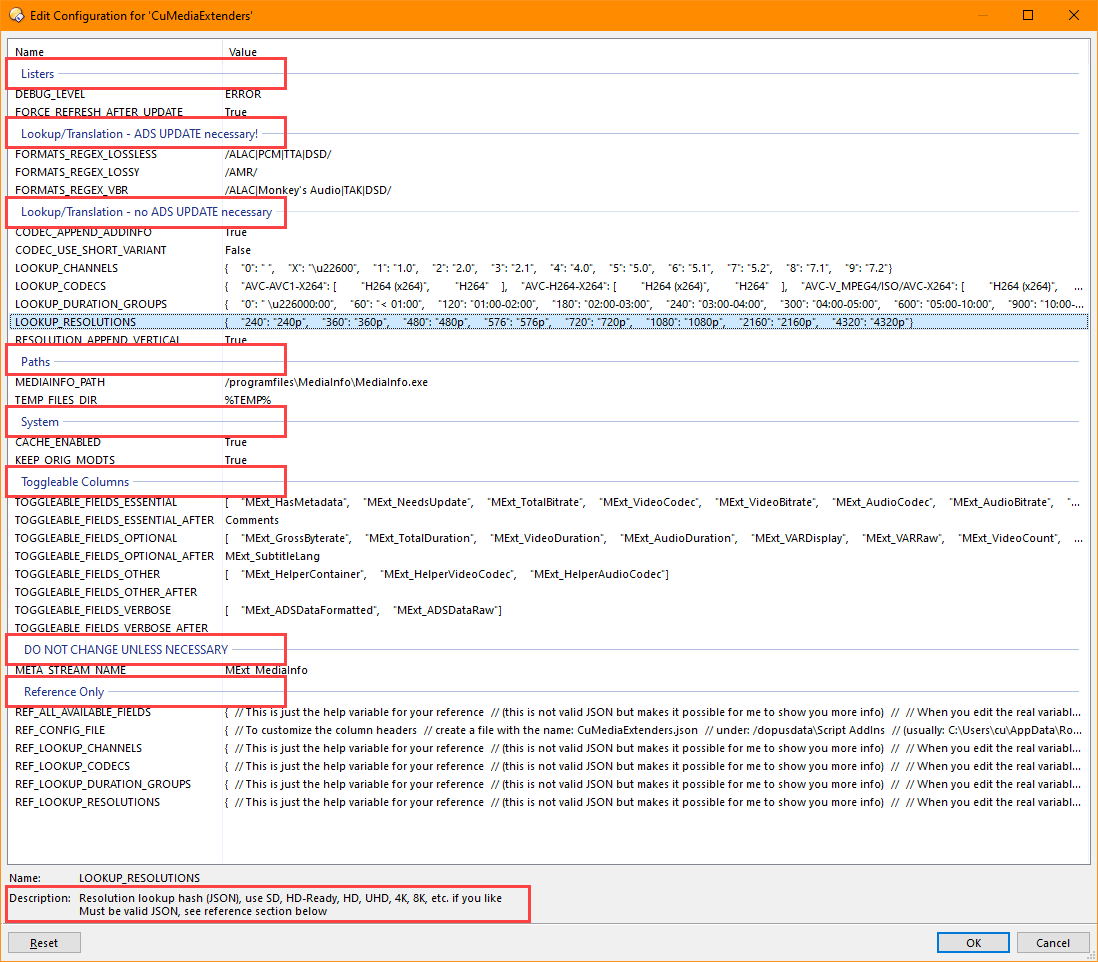 Edit Configuration for 'CuMediaExtenders'
Name Value
Listers
DEBUG_LEVEL ERROR
FORCE_REFRESH_AFTER_UPDATE True
Lookup/Translation - ADS UPDATE necessary!
FORMATS_REGEX_LOSSLESS /ALAC|PCM|TTA|DSD/
FORMATS_REGEX_LOSSY /AMR/
FORMATS_REGEX_VBR /ALAC|Monkey's Audio|TAK|DSD/
Lookup/Translation - no ADS UPDATE necessary
CODEC_APPEND_ADDINFO True
CODEC_USE_SHORT_VARIANT False
LOOKUP_CHANNELS { "0": " ", "X": "\u22600", "1": "1.0", "2": "2.0", "3": "2.1", "4": "4.0", "5": "5.0", "6": "5.1", "7": "5.2", "8": "7.1", "9": "7.2"}
LOOKUP_CODECS { "AVC-AVC1-X264": [ "H264 (x264)", "H264" ], "AVC-H264-X264": [ "H264 (x264)", "H264" ], "AVC-V_MPEG4/ISO/AVC-X264": [ "H264 (x264)", ...
LOOKUP_DURATION_GROUPS { "0": " \u226000:00", "60": "< 01:00", "120": "01:00-02:00", "180": "02:00-03:00", "240": "03:00-04:00", "300": "04:00-05:00", "600": "05:00-10:00", "900": "10:00-...
LOOKUP_RESOLUTIONS { "240": "240p", "360": "360p", "480": "480p", "576": "576p", "720": "720p", "1080": "1080p", "2160": "2160p", "4320": "4320p"}
RESOLUTION_APPEND_VERTICAL True
Paths
MEDIAINFO_PATH /programfiles\MediaInfo\MediaInfo.exe
TEMP_FILES_DIR %TEMP%
System
CACHE_ENABLED True
KEEP_ORIG_MODTS True
Toggleable Columns
TOGGLEABLE_FIELDS_ESSENTIAL [ "MExt_HasMetadata", "MExt_NeedsUpdate", "MExt_TotalBitrate", "MExt_VideoCodec", "MExt_VideoBitrate", "MExt_AudioCodec", "MExt_AudioBitrate", "...
TOGGLEABLE_FIELDS_ESSENTIAL_AFTER Comments
TOGGLEABLE_FIELDS_OPTIONAL [ "MExt_GrossByterate", "MExt_TotalDuration", "MExt_VideoDuration", "MExt_AudioDuration", "MExt_VARDisplay", "MExt_VARRaw", "MExt_VideoCount", ...
TOGGLEABLE_FIELDS_OPTIONAL_AFTER MExt_SubtitleLang
TOGGLEABLE_FIELDS_OTHER [ "MExt_HelperContainer", "MExt_HelperVideoCodec", "MExt_HelperAudioCodec"]
TOGGLEABLE_FIELDS_OTHER_AFTER
TOGGLEABLE_FIELDS_VERBOSE [ "MExt_ADSDataFormatted", "MExt_ADSDataRaw"]
TOGGLEABLE_FIELDS_VERBOSE_AFTER
DO NOT CHANGE UNLESS NECESSARY
META_STREAM_NAME MExt_MediaInfo
Reference Only
REF_ALL_AVAILABLE_FIELDS { // This is just the help variable for your reference // (this is not valid JSON but makes it possible for me to show you more info) // // When you edit the real variabl...
REF_CONFIG_FILE { // To customize the column headers // create a file with the name: CuMediaExtenders.json // under: /dopusdata\Script AddIns // (usually: C:\Users\cu\AppData\Ro...
REF_LOOKUP_CHANNELS { // This is just the help variable for your reference // (this is not valid JSON but makes it possible for me to show you more info) // // When you edit the real variabl...
REF_LOOKUP_CODECS { // This is just the help variable for your reference // (this is not valid JSON but makes it possible for me to show you more info) // // When you edit the real variabl...
REF_LOOKUP_DURATION_GROUPS { // This is just the help variable for your reference // (this is not valid JSON but makes it possible for me to show you more info) // // When you edit the real variabl...
REF_LOOKUP_RESOLUTIONS { // This is just the help variable for your reference // (this is not valid JSON but makes it possible for me to show you more info) // // When you edit the real variabl...
Name: LOOKUP_RESOLUTIONS
Description: Resolution lookup hash (JSON), use SD, HD-Ready, HD, UHD, 4K, 8K, etc. if you like
Must be valid JSON, see reference section below
Reset OK Cancel